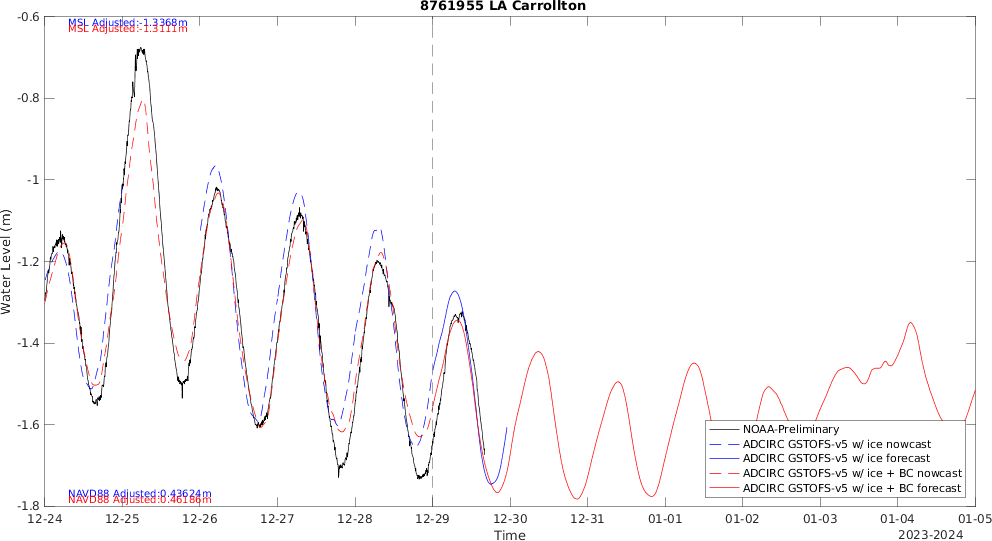 8761955 LA Carrollton
-0.6
MSL Adjusted:-1.3368m
MSL Adjusted:-1.3111m
-0.8
-1
-1.2
Water Level (m)
-1.4
-1.6
NOAA-Preliminary
ADCIRC GSTOFS-v5 w/ ice nowcast
ADCIRC GSTOFS-v5 w/ ice forecast
ADCIRC GSTOFS-v5 w/ ice + BC nowcast
ADCIRC GSTOFS-v5 w/ ice + BC forecast
NAVD88 Adjusted:0.43624m
NAVD88 Adjusted:0.46186m
-1.8
12-24 12-25 12-26 12-27 12-28 12-29 12-30 12-31 01-01 01-02 01-03 01-04 01-05
Time
2023-2024